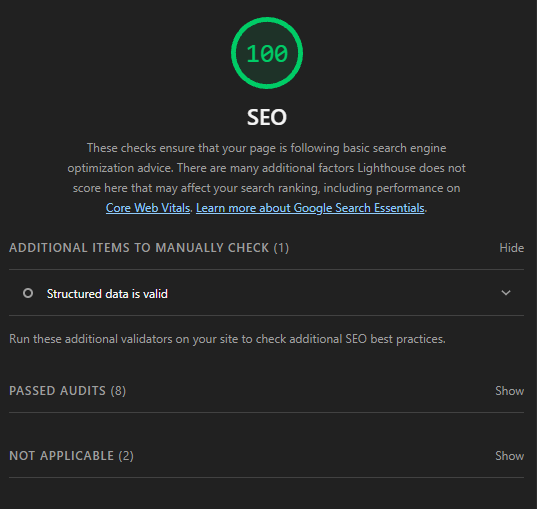 100
SEO
These checks ensure that your page is following basic search engine
optimization advice. There are many additional factors Lighthouse does not
score here that may affect your search ranking, including performance on
Core Web Vitals. Learn more about Google Search Essentials.
ADDITIONAL ITEMS TO MANUALLY CHECK (1) Hide
Structured data is valid
Run these additional validators on your site to check additional SEO best practices.
PASSED AUDITS (8) Show
NOT APPLICABLE (2) Show